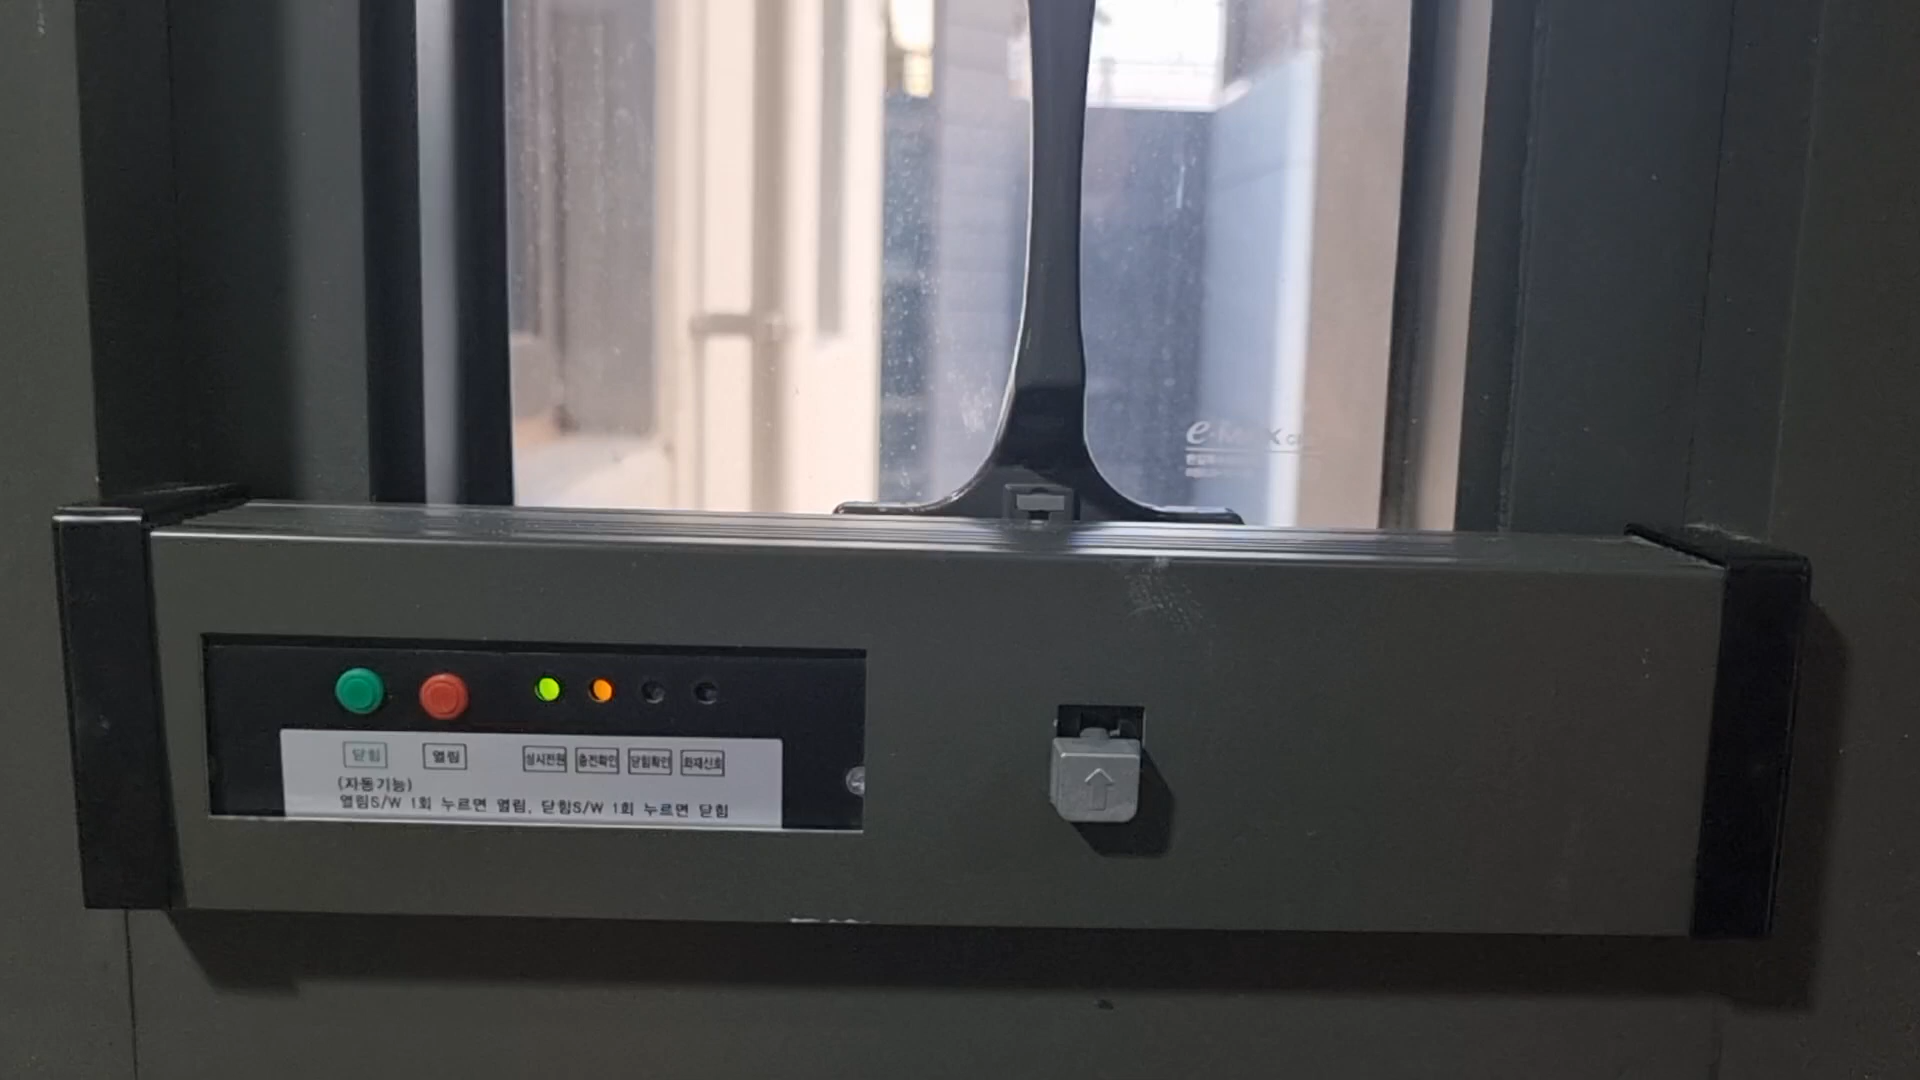 닫힘 열림 상시전원 충전확인 닫힘확인 화재신호
(자동기능)
열림S/W 1회 누르면 열림, 닫힘S/W 1회 누르면 닫힘